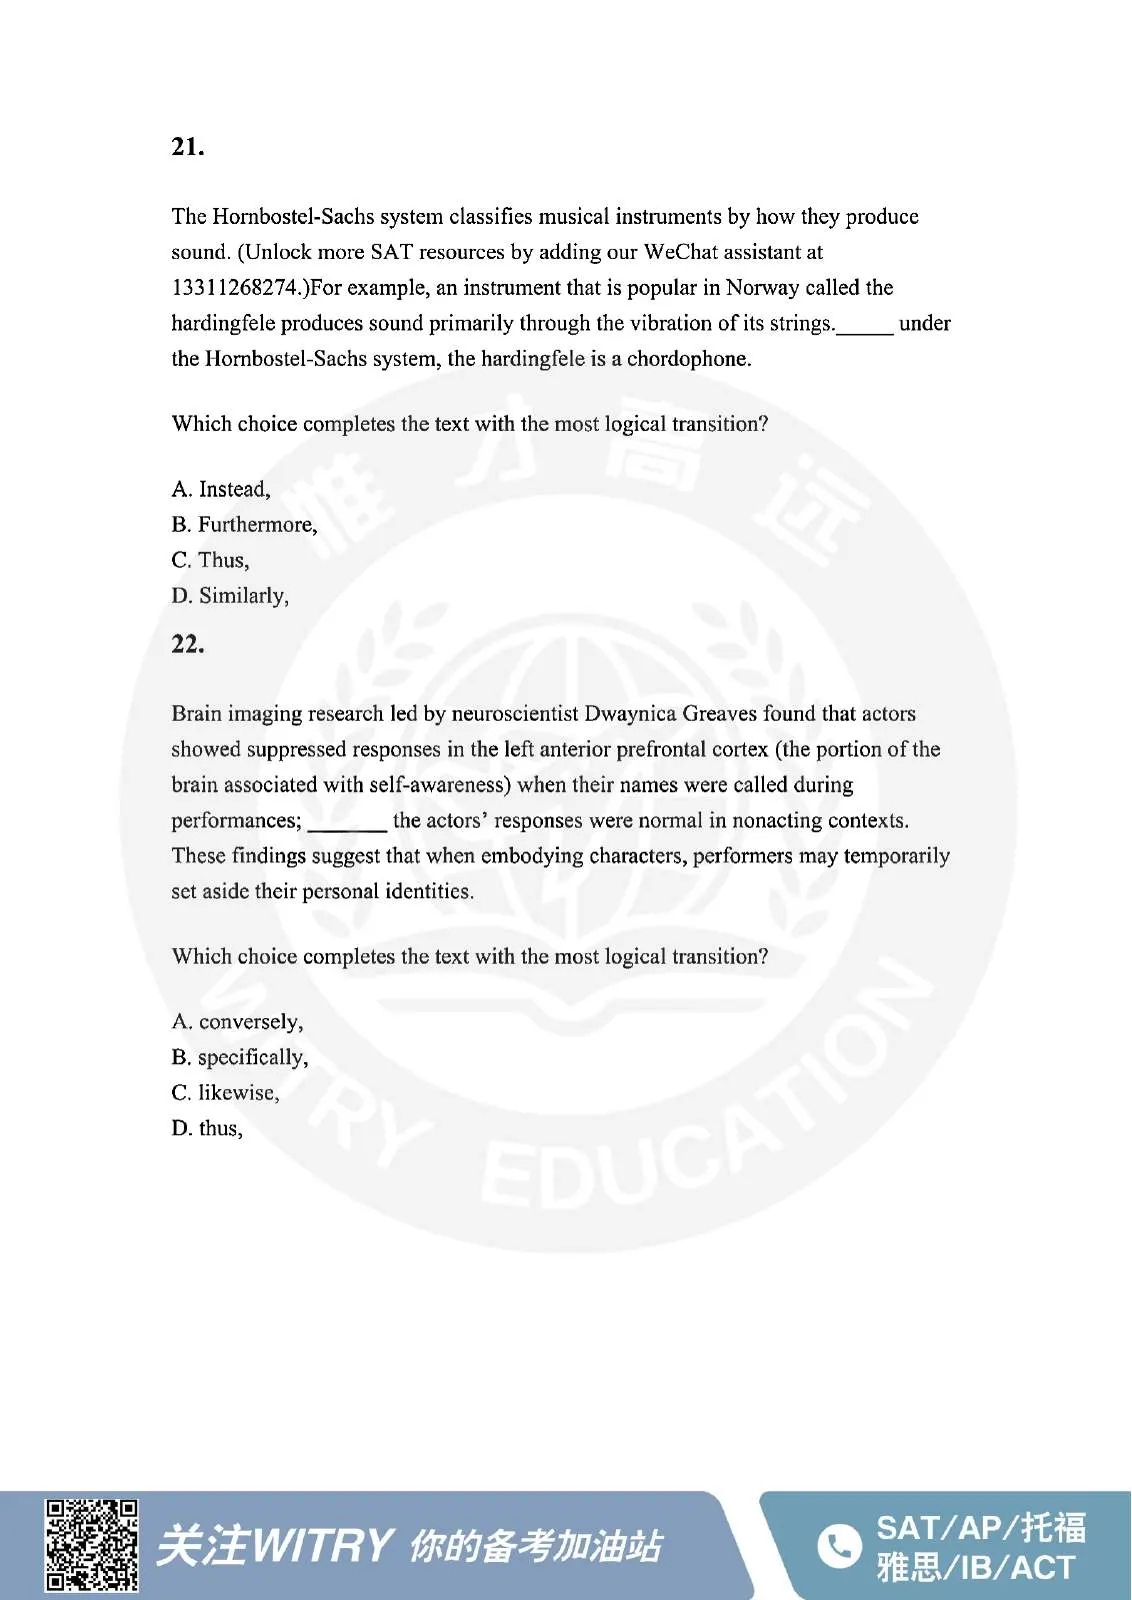 21.
The Hornbostel-Sachs system classifies musical instruments by how they produce
sound. (Unlock more SAT resources by adding our WeChat assistant at
13311268274.)For example, an instrument that is popular in Norway called the
hardingfele produces sound primarily through the vibration of its strings._____ under
the Hornbostel-Sachs system, the hardingfele is a chordophone.
Which choice completes the text with the most logical transition?
A. Instead,
B. Furthermore,
C. Thus,
D. Similarly,
22.
Brain imaging research led by neuroscientist Dwaynica Greaves found that actors
showed suppressed responses in the left anterior prefrontal cortex (the portion of the
brain associated with self-awareness) when their names were called during
performances; _______ the actors’ responses were normal in nonacting contexts.
These findings suggest that when embodying characters, performers may temporarily
set aside their personal identities.
Which choice completes the text with the most logical transition?
A. conversely,
B. specifically,
C. likewise,
D. thus,
惟才高远
WITRY EDUCATION
关注WITRY 你的备考加油站
SAT/AP/托福
雅思/IB/ACT